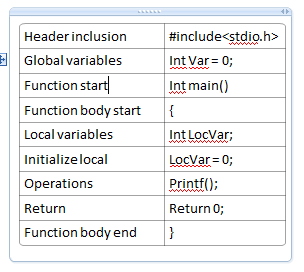 Header inclusion #include<stdio.h>
Global variables Int Var = 0;
Function start Int main()
Function body start {
Local variables Int LocVar;
Initialize local LocVar = 0;
Operations Printf();
Return Return 0;
Function body end }